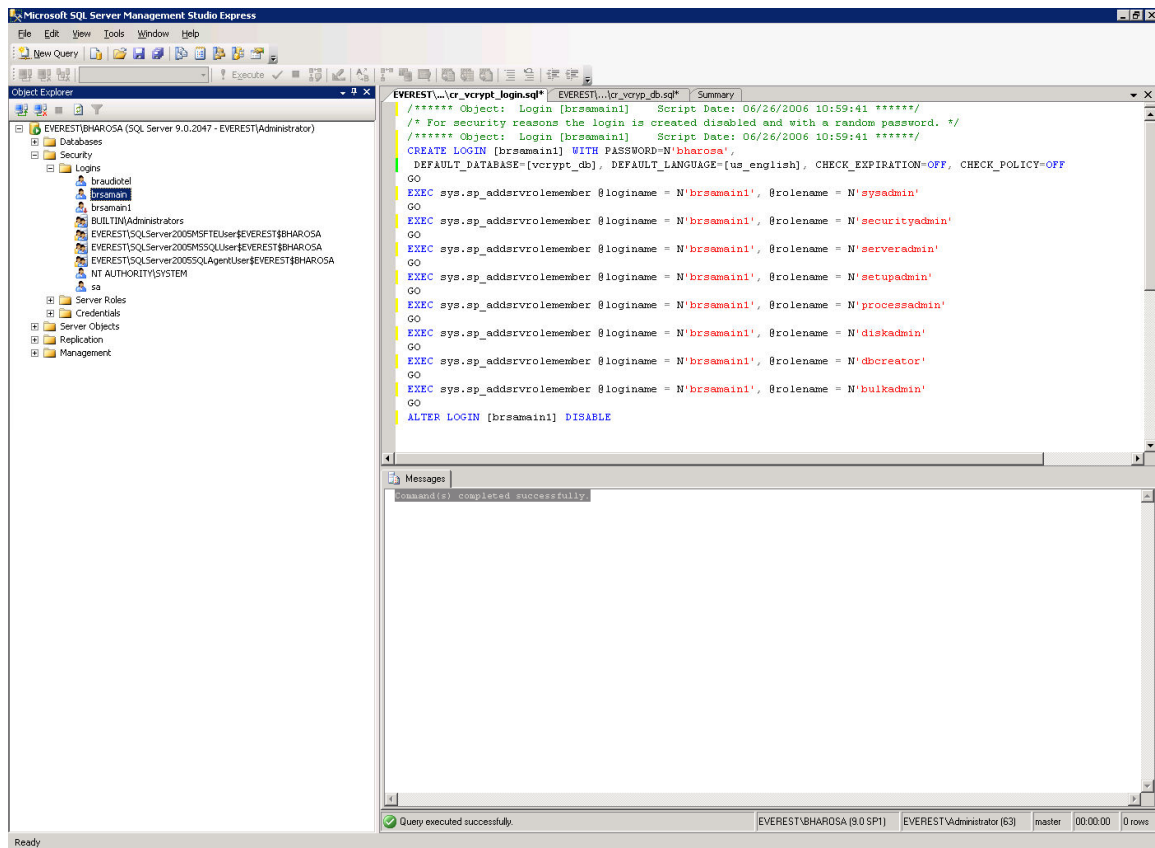 Microsoft SQL Server Management Studio Express
File Edit View Tools Window Help
New Query
Execute
Object Explorer
EVEREST\BHAROSA (SQL Server 9.0.2047 - EVEREST\Administrator)
Databases
Security
Logins
braudiotel
brsamain
brsamain1
BUILTIN\Administrators
EVEREST\SQLServer2005MSFTEUser$EVEREST$BHAROSA
EVEREST\SQLServer2005MSSQLUser$EVEREST$BHAROSA
EVEREST\SQLServer2005SQLAgentUser$EVEREST$BHAROSA
NT AUTHORITY\SYSTEM
sa
Server Roles
Credentials
Server Objects
Replication
Management
EVEREST\...\cr_vcrypt_login.sql* EVEREST\...\cr_vcryp_db.sql* Summary
/****** Object: Login [brsamain1] Script Date: 06/26/2006 10:59:41 ******/
/* For security reasons the login is created disabled and with a random password. */
/****** Object: Login [brsamain1] Script Date: 06/26/2006 10:59:41 ******/
CREATE LOGIN [brsamain1] WITH PASSWORD=N'bharosa',
DEFAULT_DATABASE=[vcrypt_db], DEFAULT_LANGUAGE=[us_english], CHECK_EXPIRATION=OFF, CHECK_POLICY=OFF
GO
EXEC sys.sp_addsrvrolemember @loginame = N'brsamain1', @rolename = N'sysadmin'
GO
EXEC sys.sp_addsrvrolemember @loginame = N'brsamain1', @rolename = N'securityadmin'
GO
EXEC sys.sp_addsrvrolemember @loginame = N'brsamain1', @rolename = N'serveradmin'
GO
EXEC sys.sp_addsrvrolemember @loginame = N'brsamain1', @rolename = N'setupadmin'
GO
EXEC sys.sp_addsrvrolemember @loginame = N'brsamain1', @rolename = N'processadmin'
GO
EXEC sys.sp_addsrvrolemember @loginame = N'brsamain1', @rolename = N'diskadmin'
GO
EXEC sys.sp_addsrvrolemember @loginame = N'brsamain1', @rolename = N'dbcreator'
GO
EXEC sys.sp_addsrvrolemember @loginame = N'brsamain1', @rolename = N'bulkadmin'
GO
ALTER LOGIN [brsamain1] DISABLE
Messages
Command(s) completed successfully.
Query executed successfully. EVEREST\BHAROSA (9.0 SP1) EVEREST\Administrator (63) master 00:00:00 0 rows
Ready